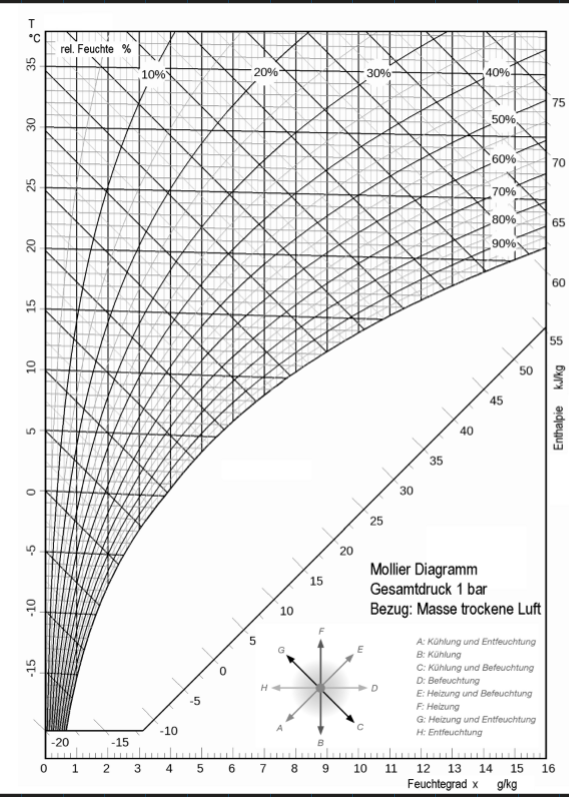 T
°C
rel. Feuchte %
10%
20%
30%
40%
50%
60%
70%
80%
90%
35
30
25
20
15
10
5
0
-5
-10
-15
75
70
65
60
55
50
45
40
35
30
25
20
15
10
5
0
-5
-10
-15
-20
Enthalpie kJ/kg
Mollier Diagramm
Gesamtdruck 1 bar
Bezug: Masse trockene Luft
F
G
E
H
D
A
C
B
A: Kühlung und Entfeuchtung
B: Kühlung
C: Kühlung und Befeuchtung
D: Befeuchtung
E: Heizung und Befeuchtung
F: Heizung
G: Heizung und Entfeuchtung
H: Entfeuchtung
0 1 2 3 4 5 6 7 8 9 10 11 12 13 14 15 16
Feuchtegrad x g/kg